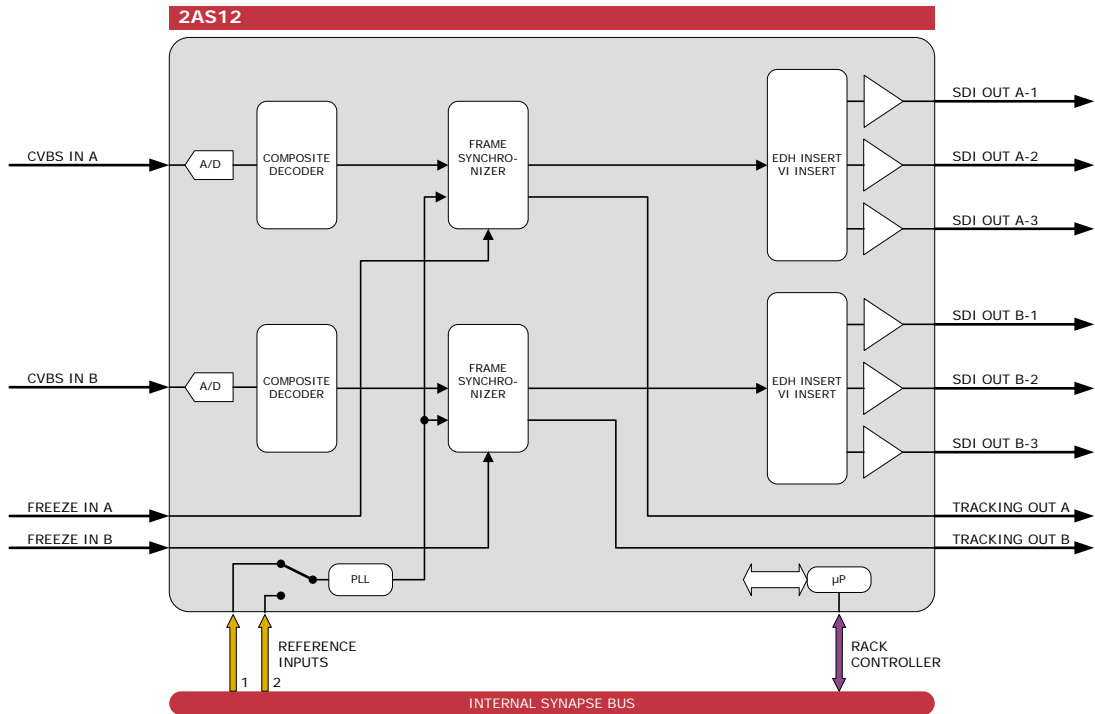 2AS12
CVBS IN A
A/D
COMPOSITE
DECODER
FRAME
SYNCHRO-
NIZER
EDH INSERT
VI INSERT
SDI OUT A-1
SDI OUT A-2
SDI OUT A-3
CVBS IN B
A/D
COMPOSITE
DECODER
FRAME
SYNCHRO-
NIZER
EDH INSERT
VI INSERT
SDI OUT B-1
SDI OUT B-2
SDI OUT B-3
FREEZE IN A
FREEZE IN B
TRACKING OUT A
TRACKING OUT B
PLL
µP
REFERENCE
INPUTS
1
2
RACK
CONTROLLER
INTERNAL SYNAPSE BUS